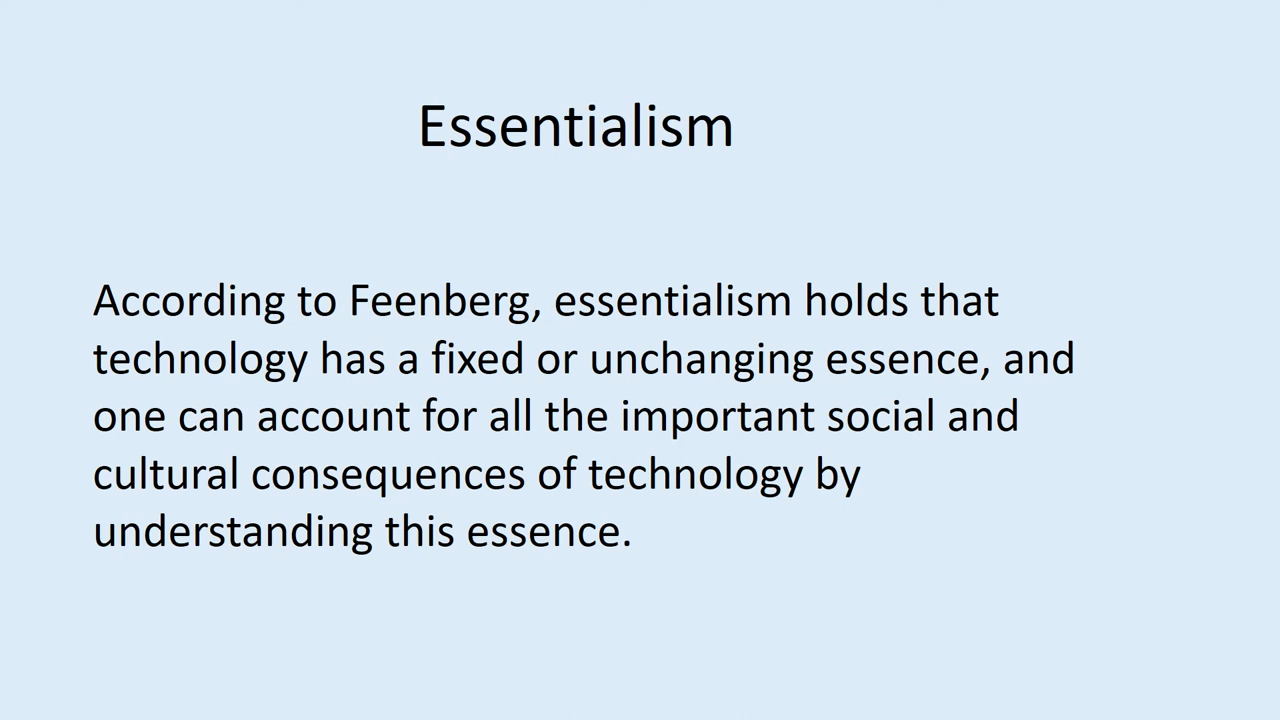 Essentialism
According to Feenberg, essentialism holds that
technology has a fixed or unchanging essence, and
one can account for all the important social and
cultural consequences of technology by
understanding this essence.